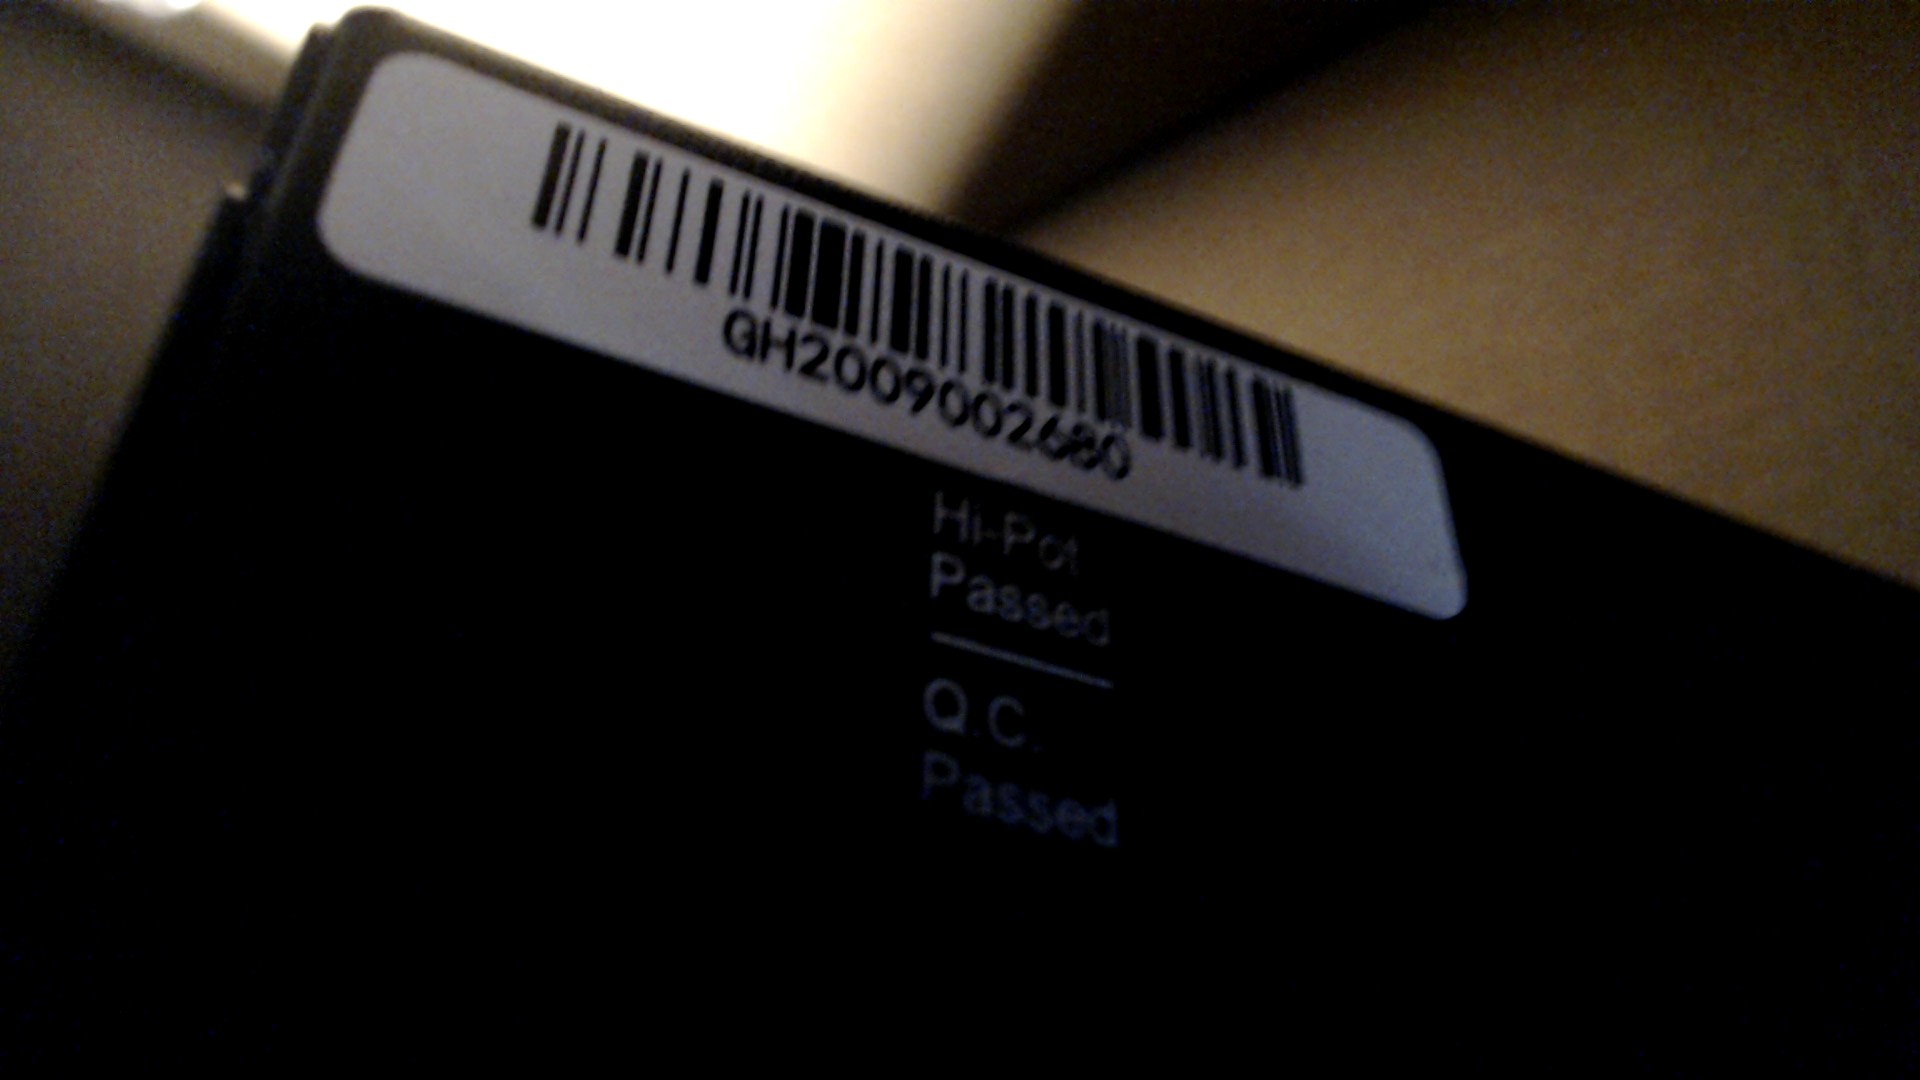 GH2009002680
Hi-Pot
Passed
Q.C.
Passed